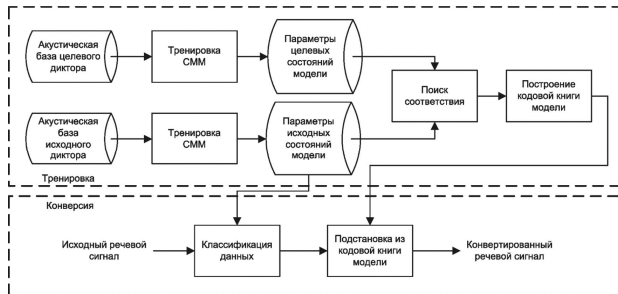 Акустическая
база целевого
диктора
Тренировка
СММ
Параметры
целевых
состояний
модели
Поиск
соответствия
Построение
кодовой книги
модели
Акустическая
база
исходного
диктора
Тренировка
СММ
Параметры
исходных
состояний
модели
Тренировка
Конверсия
Исходный речевой
сигнал
Классификация
данных
Подстановка из
кодовой книги
модели
Конвертированный
речевой сигнал